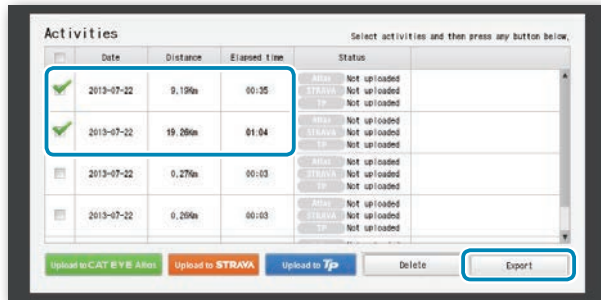 Activities
Select activities and then press any button below.
Date Distance Elapsed time Status
2013-07-22 9.19Km 00:35
Atlas Not uploaded
STRAVA Not uploaded
TP Not uploaded
2013-07-22 19.26Km 01:04
Atlas Not uploaded
STRAVA Not uploaded
TP Not uploaded
2013-07-22 0.27Km 00:03
Atlas Not uploaded
STRAVA Not uploaded
TP Not uploaded
2013-07-22 0.26Km 00:03
Atlas Not uploaded
STRAVA Not uploaded
TP Not uploaded
Upload to CATEYE Atlas Upload to STRAVA Upload to Tp Delete Export